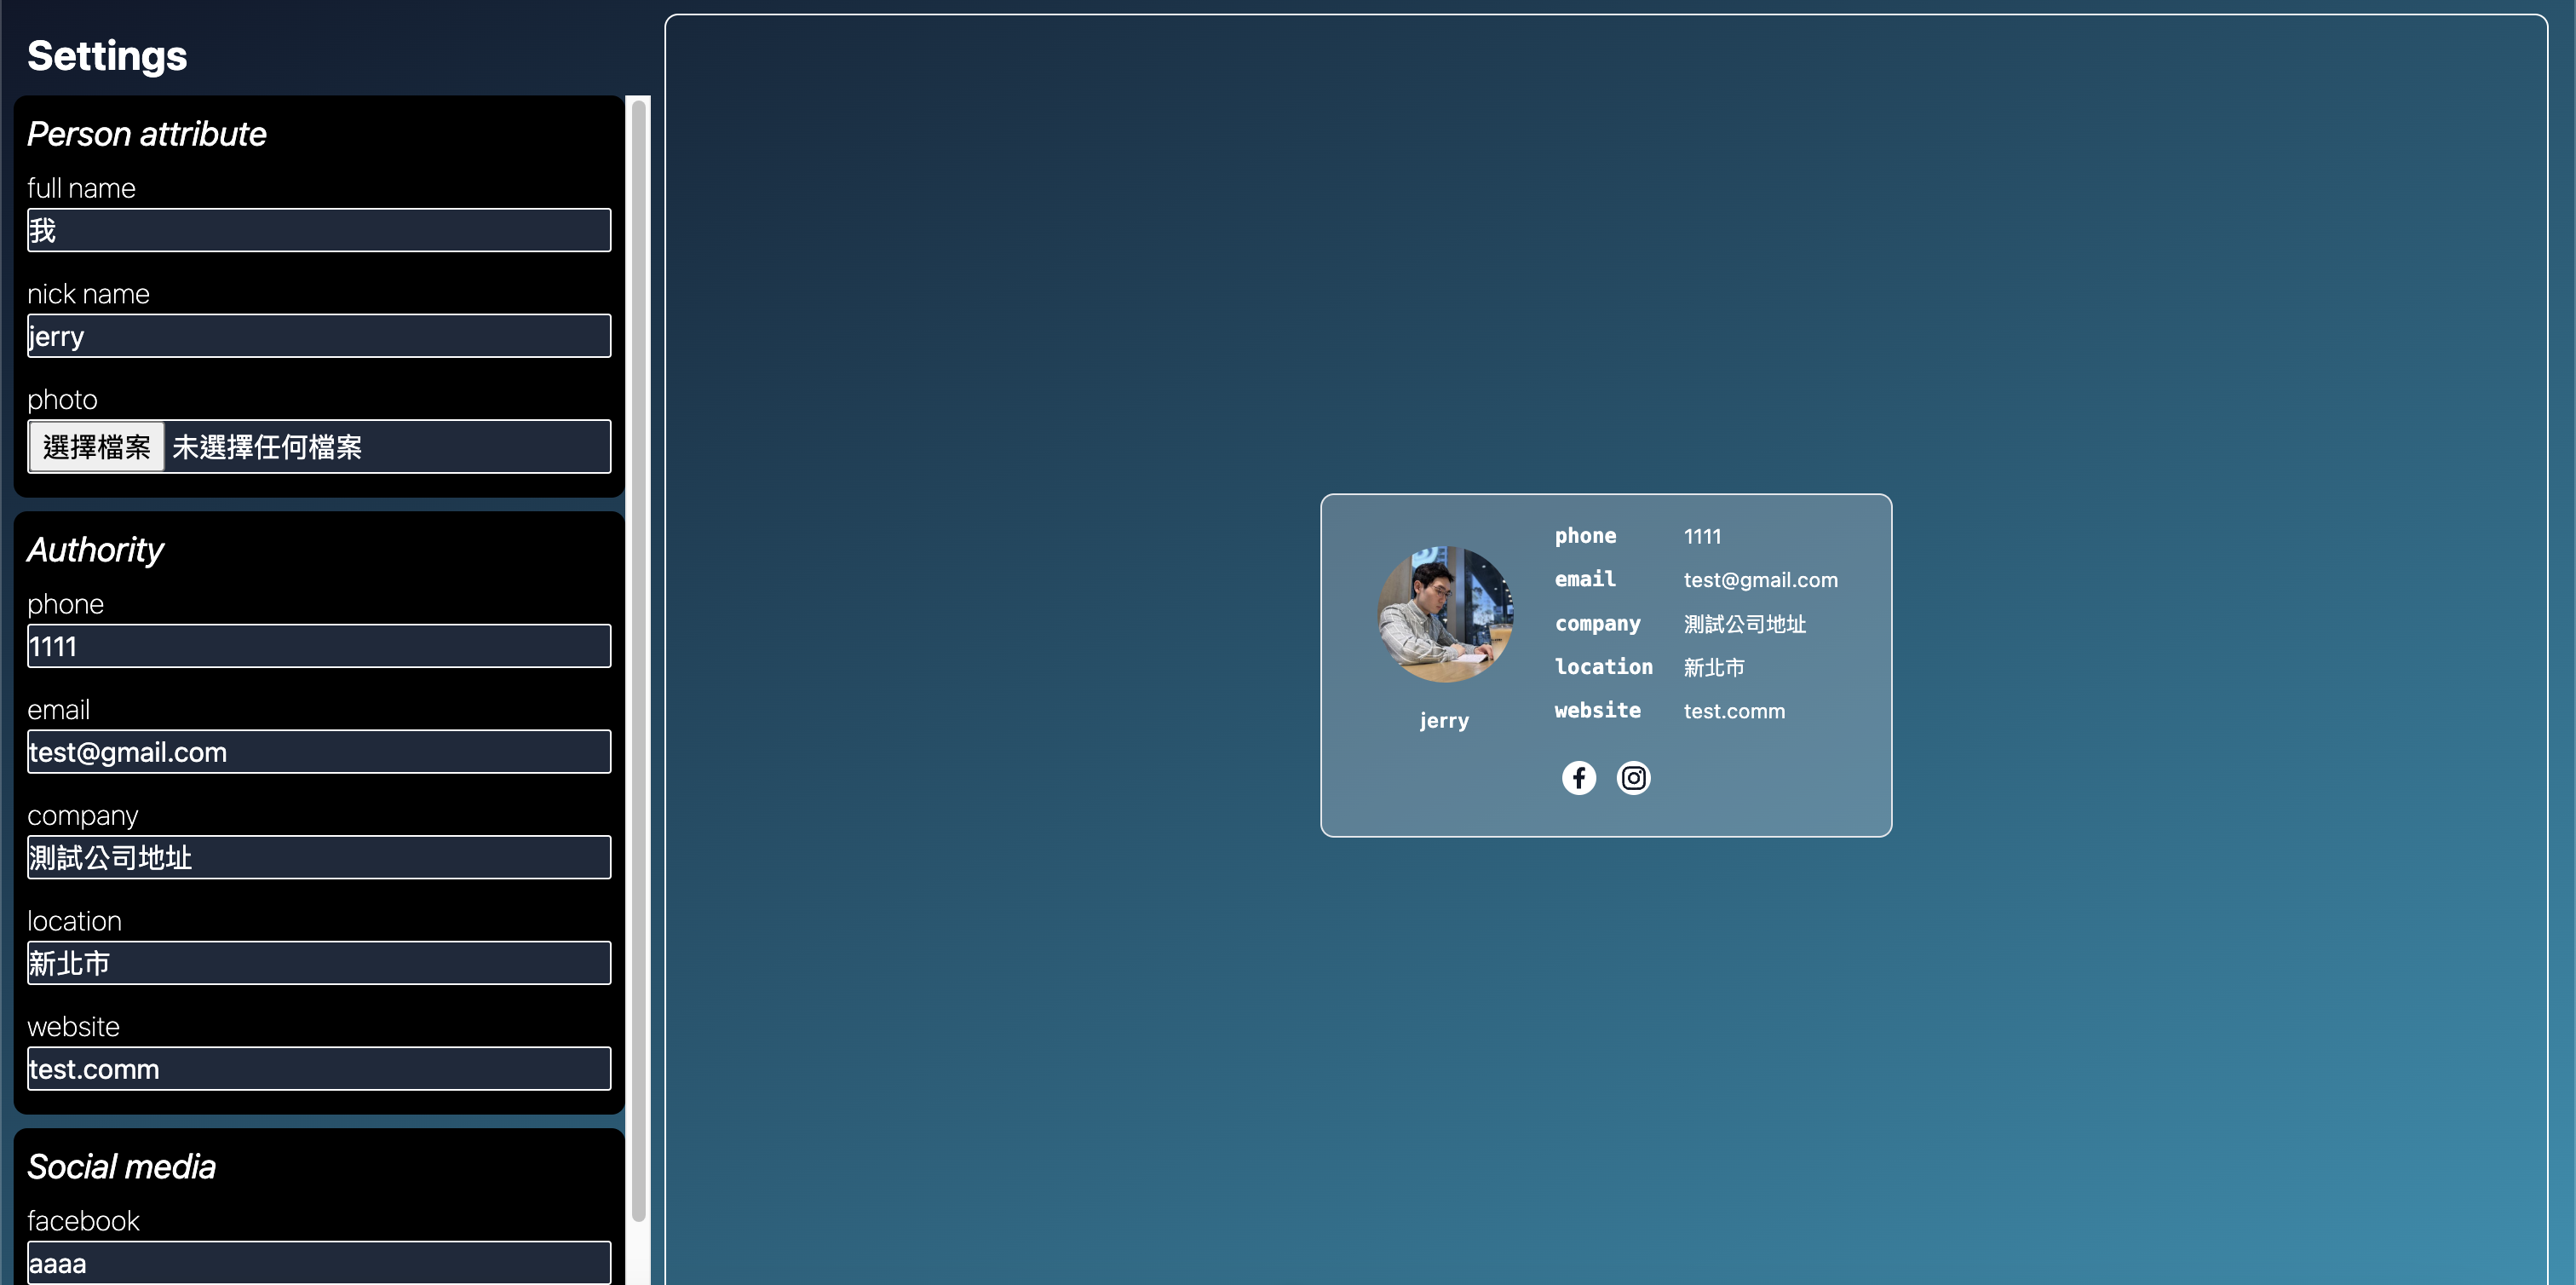 Settings
Person attribute
full name
我
nick name
jerry
photo
選擇檔案 未選擇任何檔案
Authority
phone
1111
email
test@gmail.com
company
測試公司地址
location
新北市
website
test.comm
Social media
facebook
aaaa
phone 1111
email test@gmail.com
company 測試公司地址
location 新北市
website test.comm
jerry